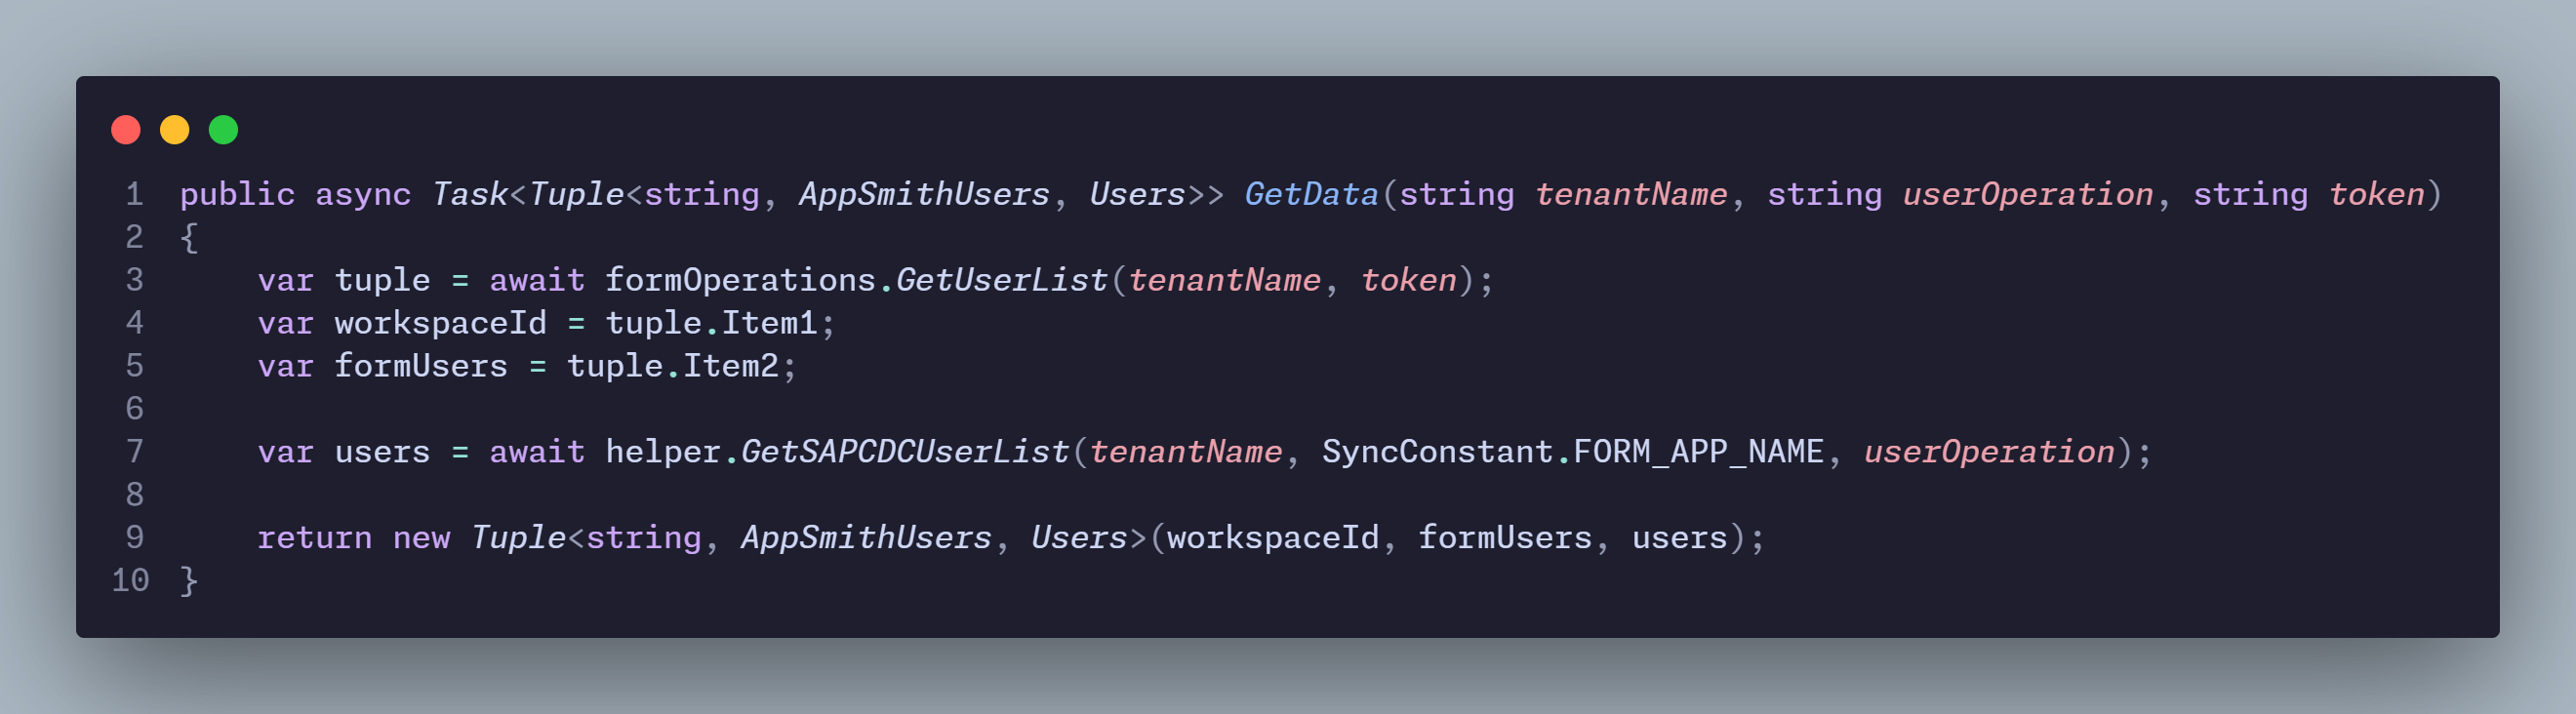 1 public async Task<Tuple<string, AppSmithUsers, Users>> GetData(string tenantName, string userOperation, string token)
2 {
3     var tuple = await formOperations.GetUserList(tenantName, token);
4     var workspaceId = tuple.Item1;
5     var formUsers = tuple.Item2;
6
7     var users = await helper.GetSAPCDCUserList(tenantName, SyncConstant.FORM_APP_NAME, userOperation);
8
9     return new Tuple<string, AppSmithUsers, Users>(workspaceId, formUsers, users);
10 }